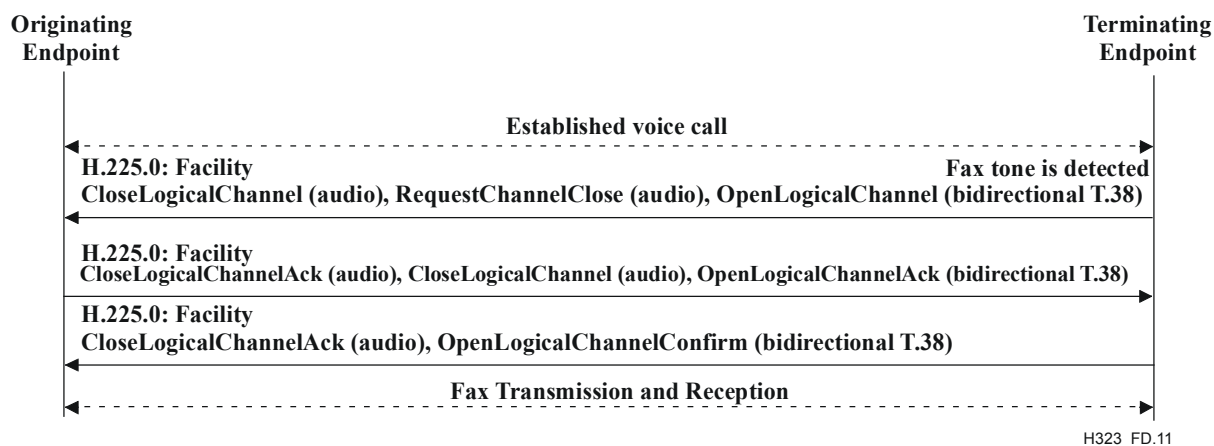 Originating
Endpoint
Terminating
Endpoint
Established voice call
H.225.0: Facility
Fax tone is detected
CloseLogicalChannel (audio), RequestChannelClose (audio), OpenLogicalChannel (bidirectional T.38)
H.225.0: Facility
CloseLogicalChannelAck (audio), CloseLogicalChannel (audio), OpenLogicalChannelAck (bidirectional T.38)
H.225.0: Facility
CloseLogicalChannelAck (audio), OpenLogicalChannelConfirm (bidirectional T.38)
Fax Transmission and Reception
H323_FD.11